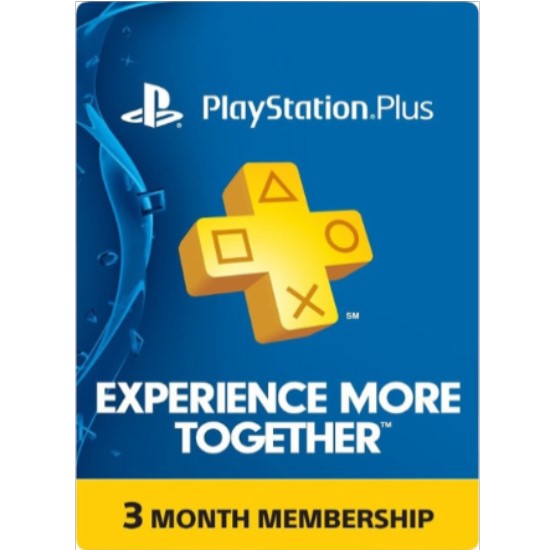 PlayStation.Plus
SM
EXPERIENCE MORE
TOGETHER™
3 MONTH MEMBERSHIP